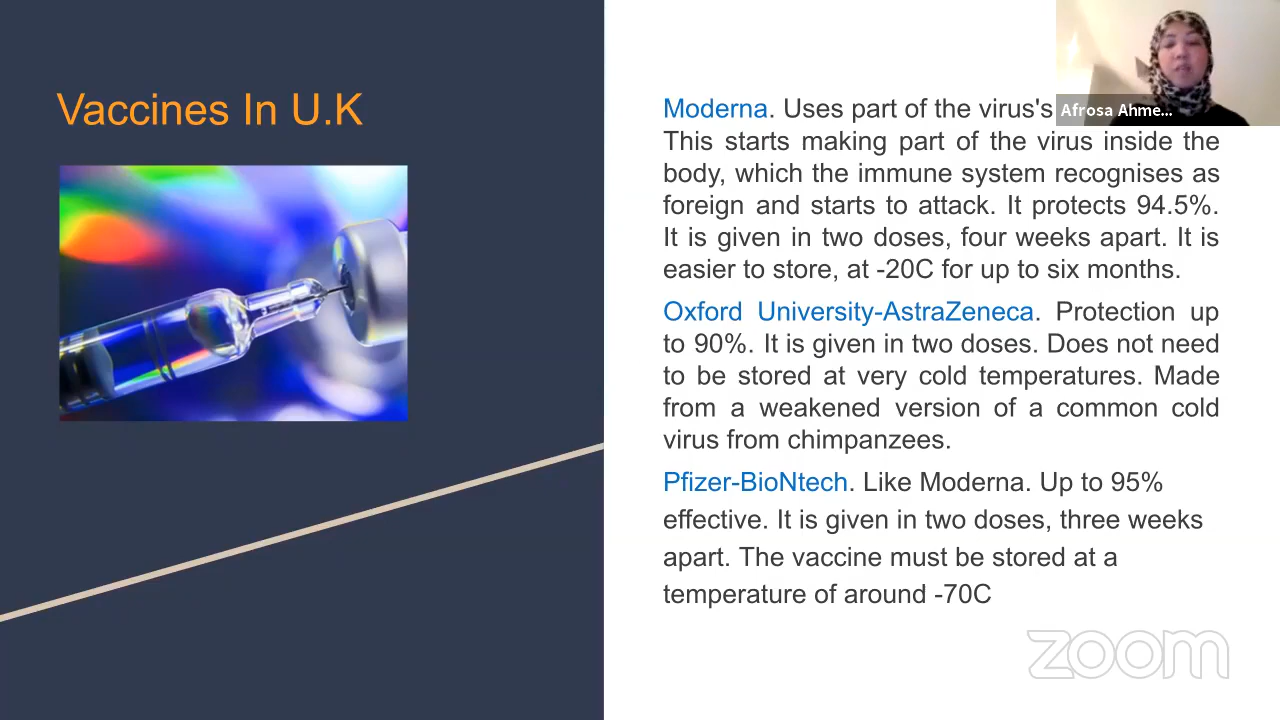 Vaccines In U.K
Moderna. Uses part of the virus's
This starts making part of the virus inside the
body, which the immune system recognises as
foreign and starts to attack. It protects 94.5%.
It is given in two doses, four weeks apart. It is
easier to store, at -20C for up to six months.
Oxford University-AstraZeneca. Protection up
to 90%. It is given in two doses. Does not need
to be stored at very cold temperatures. Made
from a weakened version of a common cold
virus from chimpanzees.
Pfizer-BioNtech. Like Moderna. Up to 95%
effective. It is given in two doses, three weeks
apart. The vaccine must be stored at a
temperature of around -70C
Afrosa Ahme...
zoom